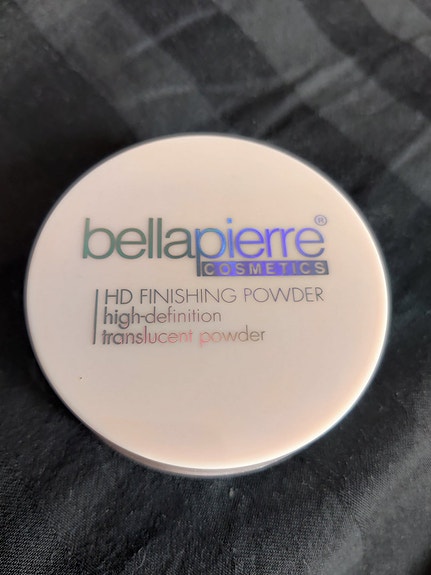 bellapierre®
COSMETICS
HD FINISHING POWDER
high-definition
translucent powder